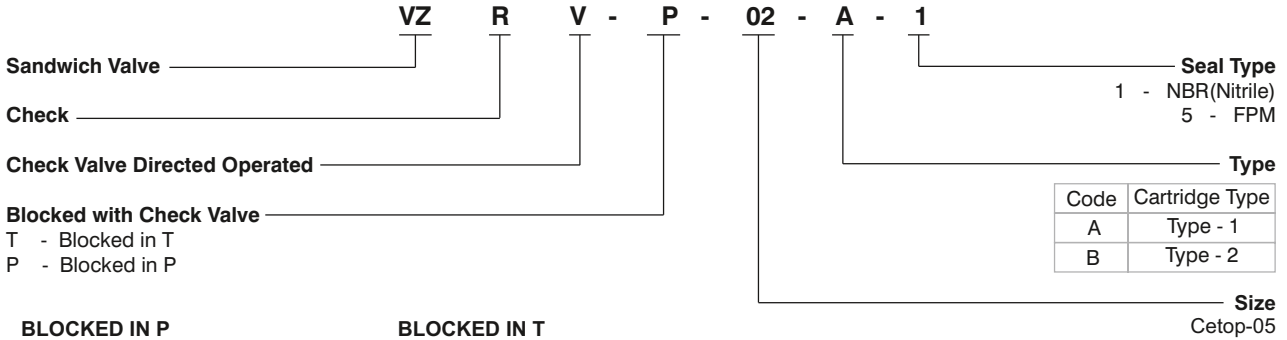 VZ R V - P - 02 - A - 1
Sandwich Valve
Check
Check Valve Directed Operated
Blocked with Check Valve
T - Blocked in T
P - Blocked in P
Seal Type
1 - NBR(Nitrile)
5 - FPM
Type
Code Cartridge Type
A Type - 1
B Type - 2
Size
Cetop-05
BLOCKED IN P BLOCKED IN T